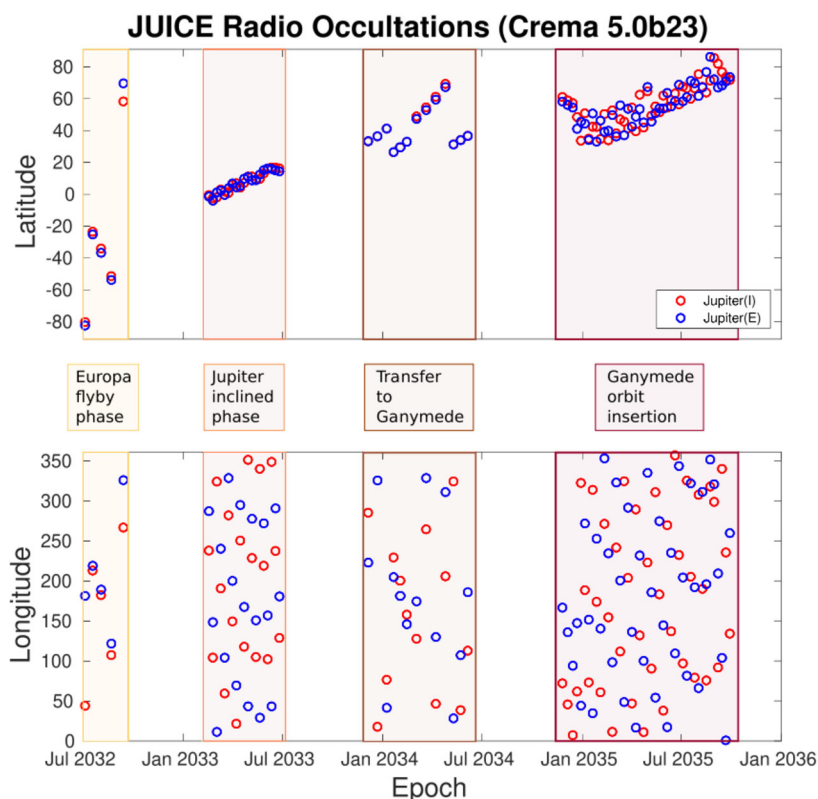 JUICE Radio Occultations (Crema 5.0b23)
80
60
40
20
0
-20
-40
-60
-80
Latitude
Jupiter(I)
Jupiter(E)
Jul 2032
Jan 2033
Jul 2033
Jan 2034
Jul 2034
Jan 2035
Jul 2035
Jan 2036
Europa
flyby
phase
Jupiter
inclined
phase
Transfer
to
Ganymede
Ganymede
orbit
insertion
350
300
250
200
150
100
50
0
Longitude
Epoch